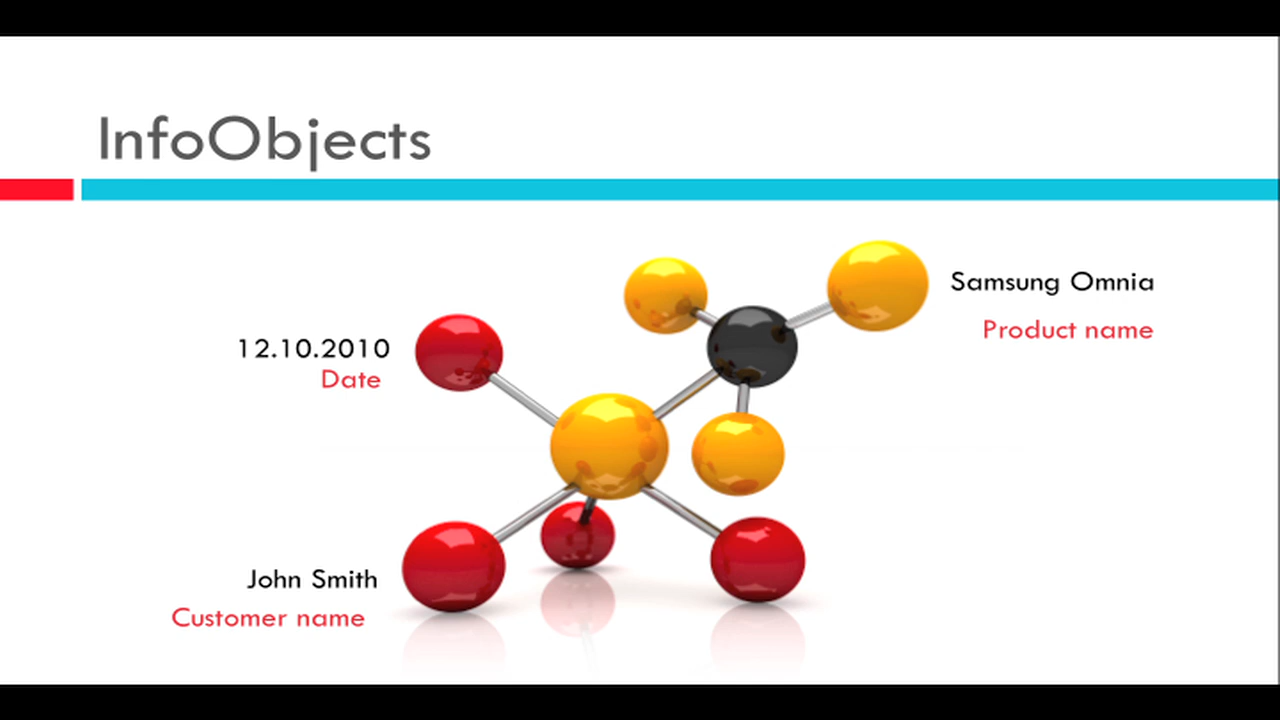 InfoObjects
Samsung Omnia
Product name
12.10.2010
Date
John Smith
Customer name